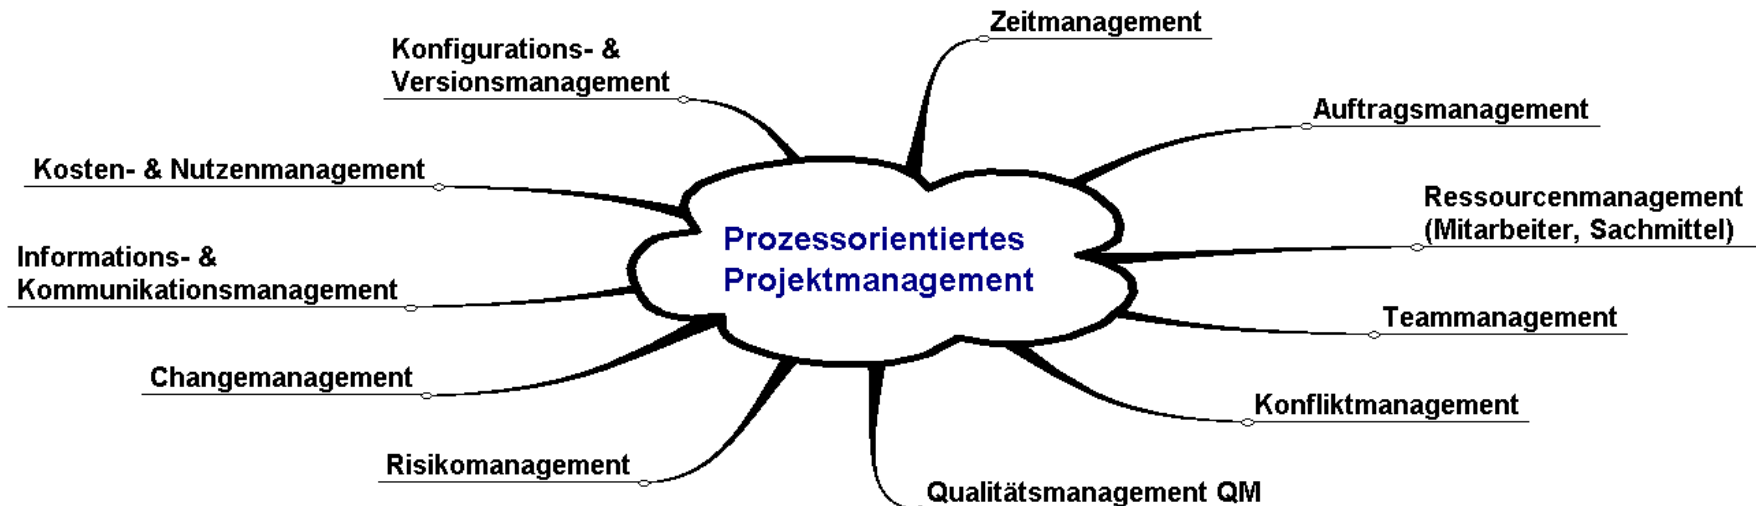 Zeitmanagement
Konfigurations- &
Versionsmanagement
Auftragsmanagement
Kosten- & Nutzenmanagement
Ressourcenmanagement
(Mitarbeiter, Sachmittel)
Prozessorientiertes
Projektmanagement
Informations- &
Kommunikationsmanagement
Teammanagement
Changemanagement
Konfliktmanagement
Risikomanagement
Qualitätsmanagement QM